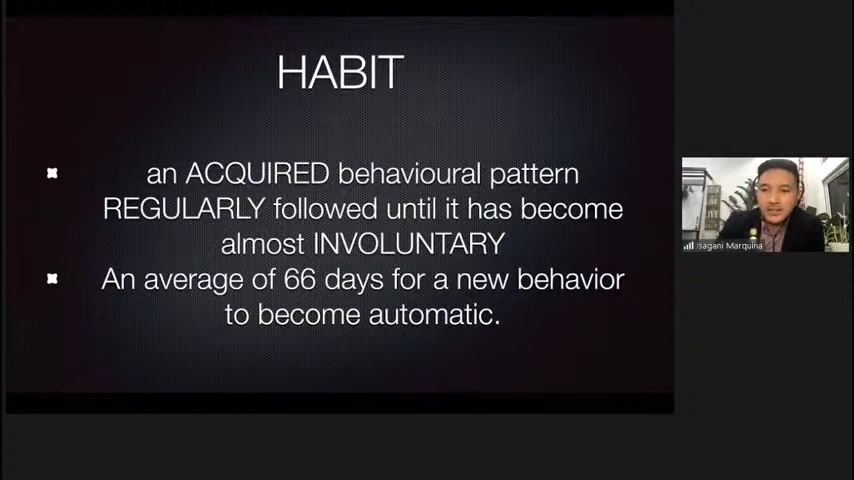 HABIT
an ACQUIRED behavioural pattern
REGULARLY followed until it has become
almost INVOLUNTARY
An average of 66 days for a new behavior
to become automatic.
Isagani Marquina